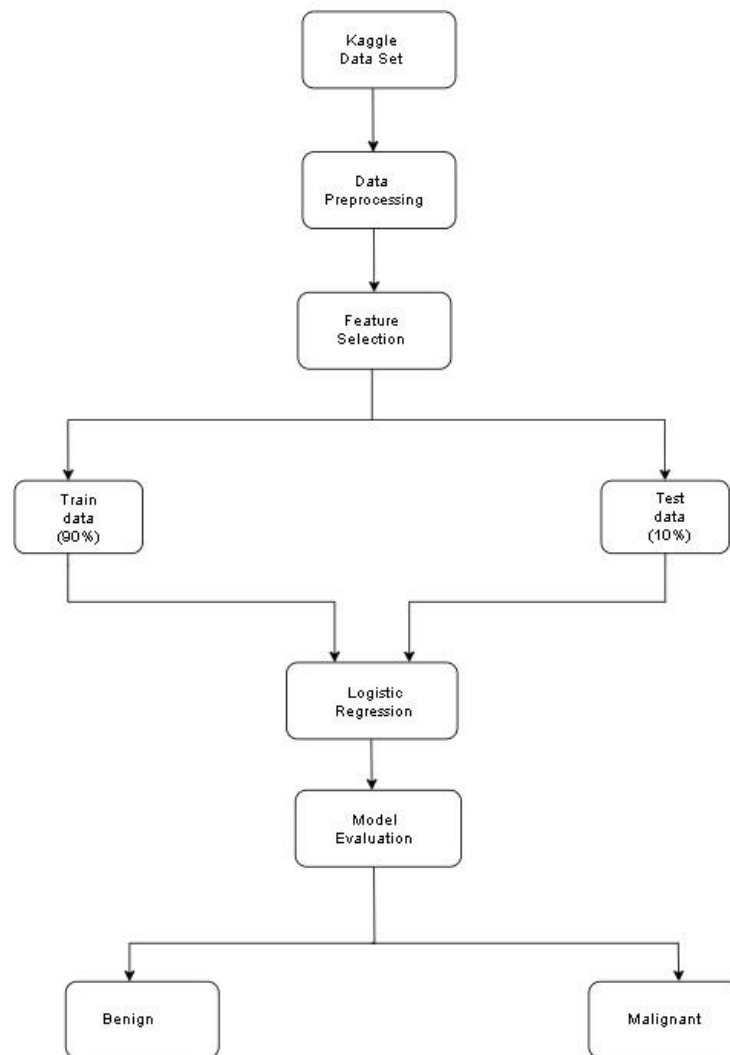 Kaggle
Data Set
Data
Preprocessing
Feature
Selection
Train
data
(90%)
Test
data
(10%)
Logistic
Regression
Model
Evaluation
Benign
Malignant